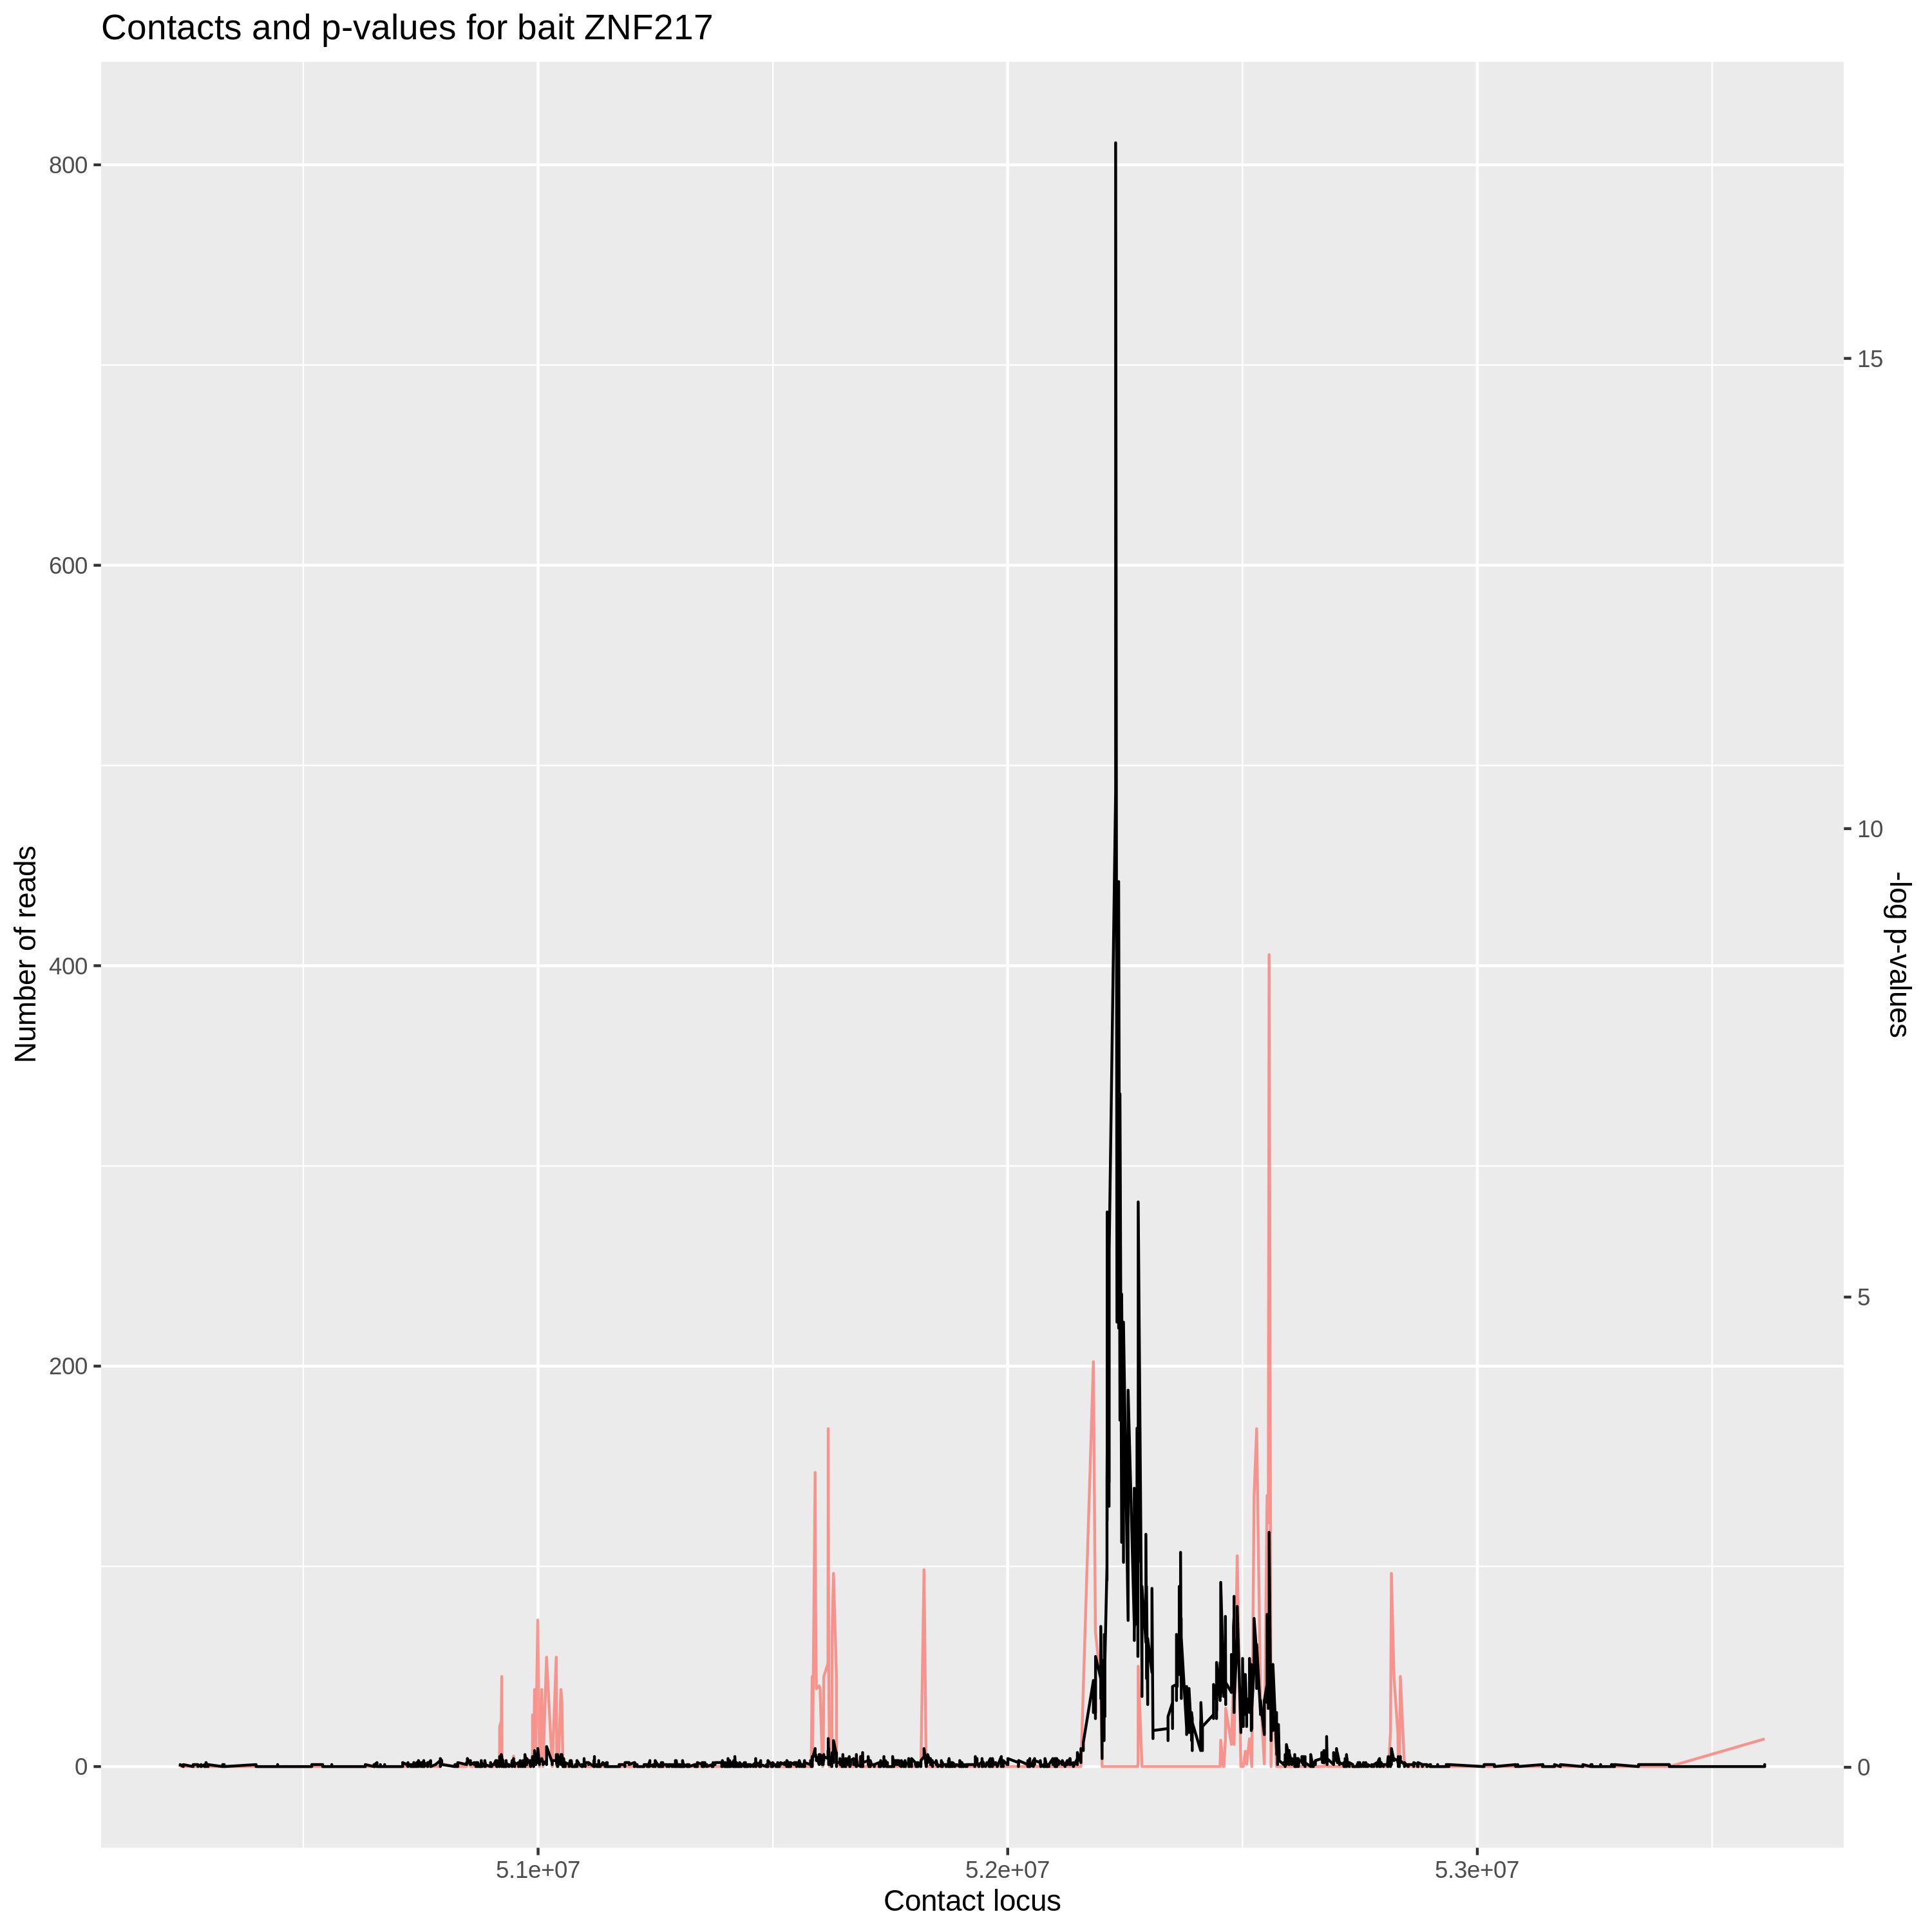 Contacts and p-values for bait ZNF217
800
600
400
200
0
Number of reads
15
10
5
0
-log p-values
5.1e+07
5.2e+07
5.3e+07
Contact locus